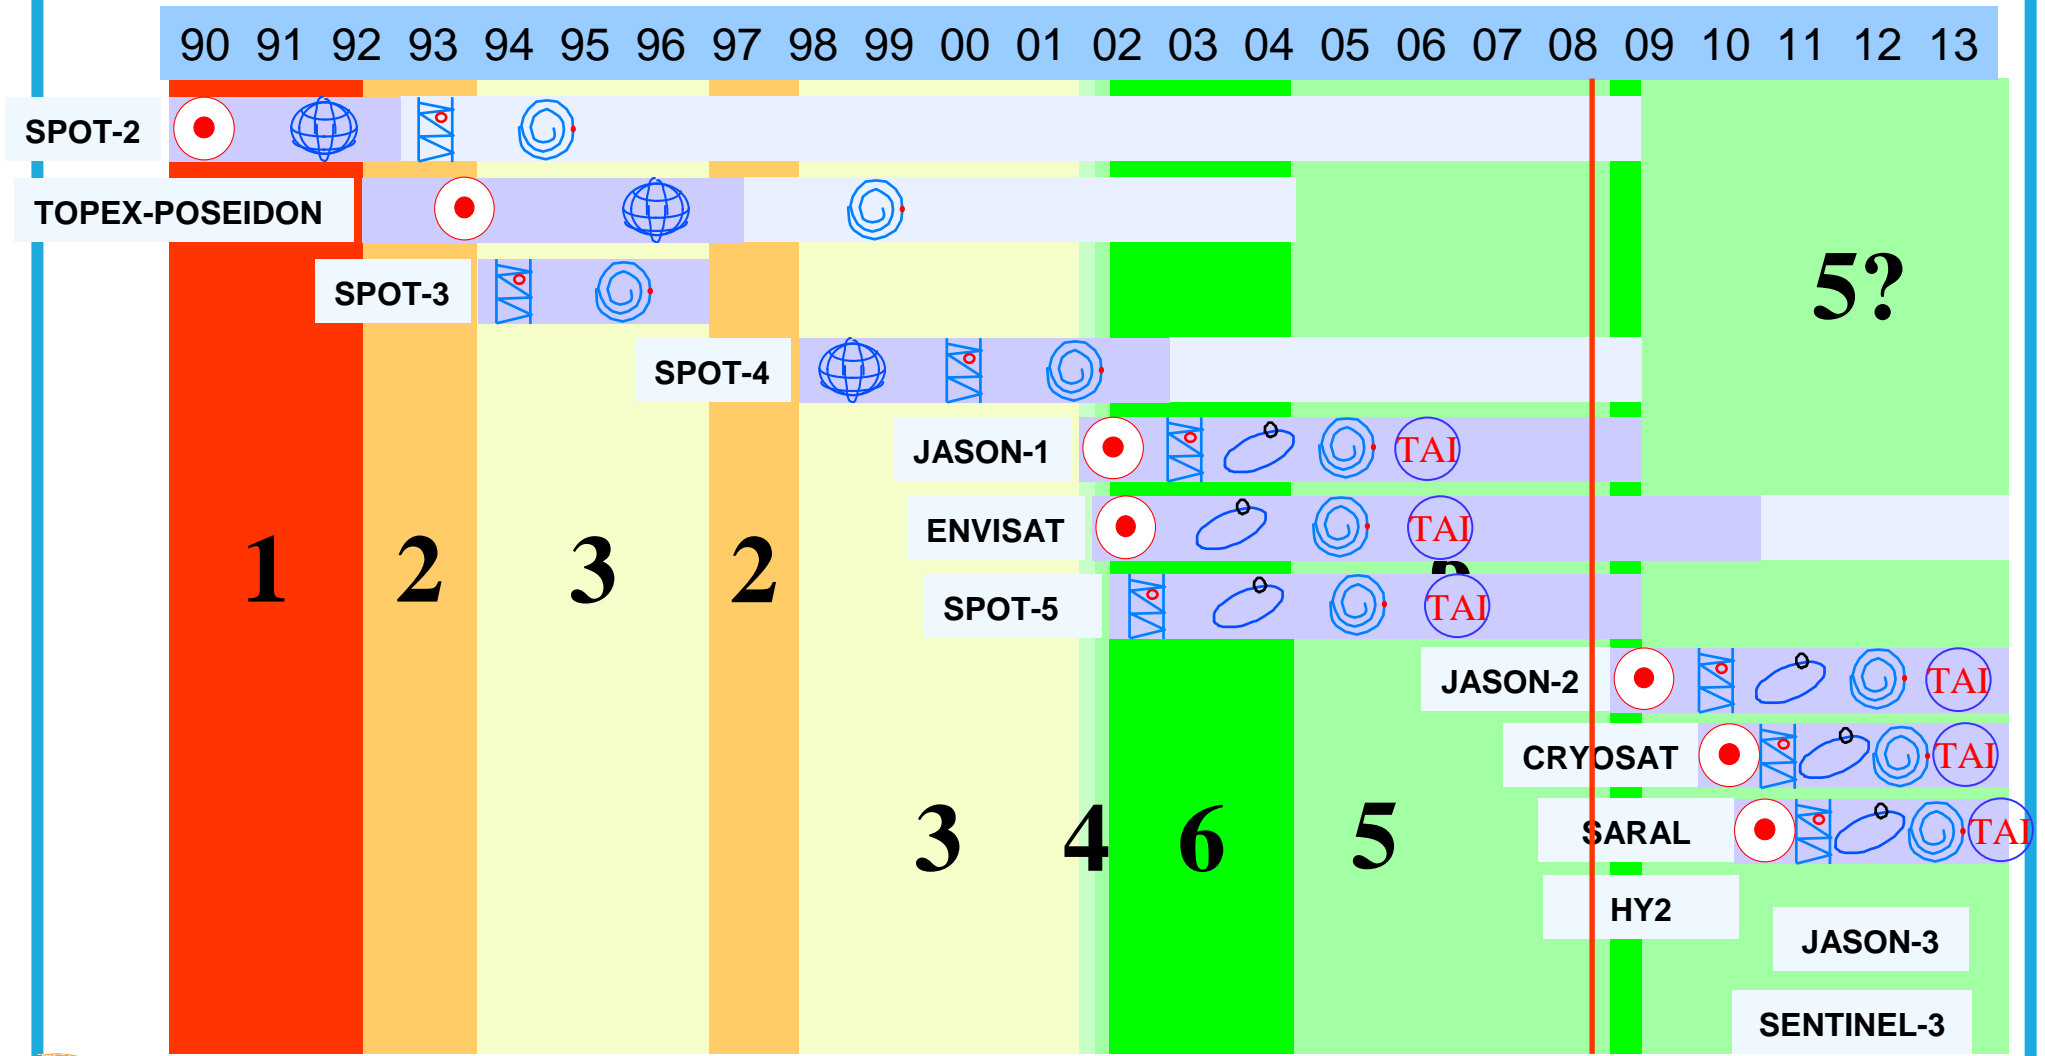 90 91 92 93 94 95 96 97 98 99 00 01 02 03 04 05 06 07 08 09 10 11 12 13
SPOT-2
TOPEX-POSEIDON
SPOT-3
5?
SPOT-4
JASON-1 TAI
ENVISAT TAI
1 2 3 2
SPOT-5 TAI
JASON-2 TAI
CRYOSAT TAI
3 4 6 5
SARAL TAI
HY2
JASON-3
SENTINEL-3